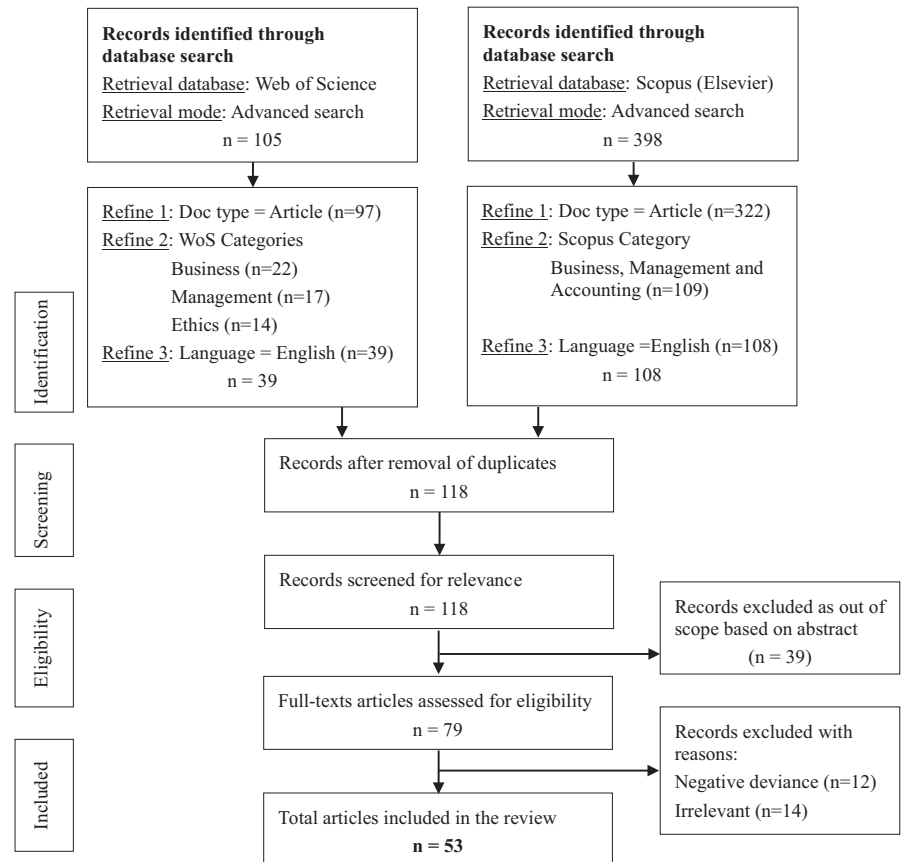 Records identified through
database search
Retrieval database: Web of Science
Retrieval mode: Advanced search
n = 105
Records identified through
database search
Retrieval database: Scopus (Elsevier)
Retrieval mode: Advanced search
n = 398
Refine 1: Doc type = Article (n=97)
Refine 2: WoS Categories
Business (n=22)
Management (n=17)
Ethics (n=14)
Refine 3: Language = English (n=39)
n = 39
Refine 1: Doc type = Article (n=322)
Refine 2: Scopus Category
Business, Management and
Accounting (n=109)
Refine 3: Language =English (n=108)
n = 108
Identification
Records after removal of duplicates
n = 118
Screening
Records screened for relevance
n = 118
Records excluded as out of
scope based on abstract
(n = 39)
Eligibility
Full-texts articles assessed for eligibility
n = 79
Records excluded with
reasons:
Negative deviance (n=12)
Irrelevant (n=14)
Included
Total articles included in the review
n = 53